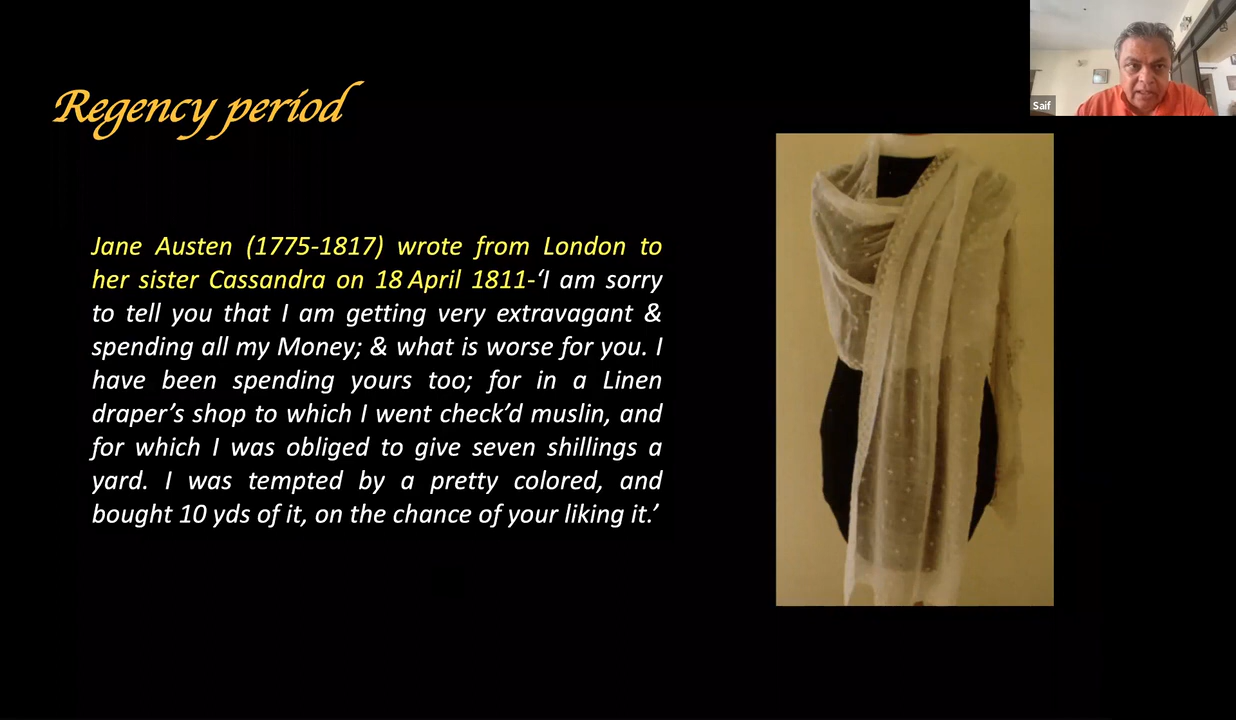 Regency period
Saif
Jane Austen (1775-1817) wrote from London to
her sister Cassandra on 18 April 1811-‘I am sorry
to tell you that I am getting very extravagant &
spending all my Money; & what is worse for you. I
have been spending yours too; for in a Linen
draper’s shop to which I went check’d muslin, and
for which I was obliged to give seven shillings a
yard. I was tempted by a pretty colored, and
bought 10 yds of it, on the chance of your liking it.’